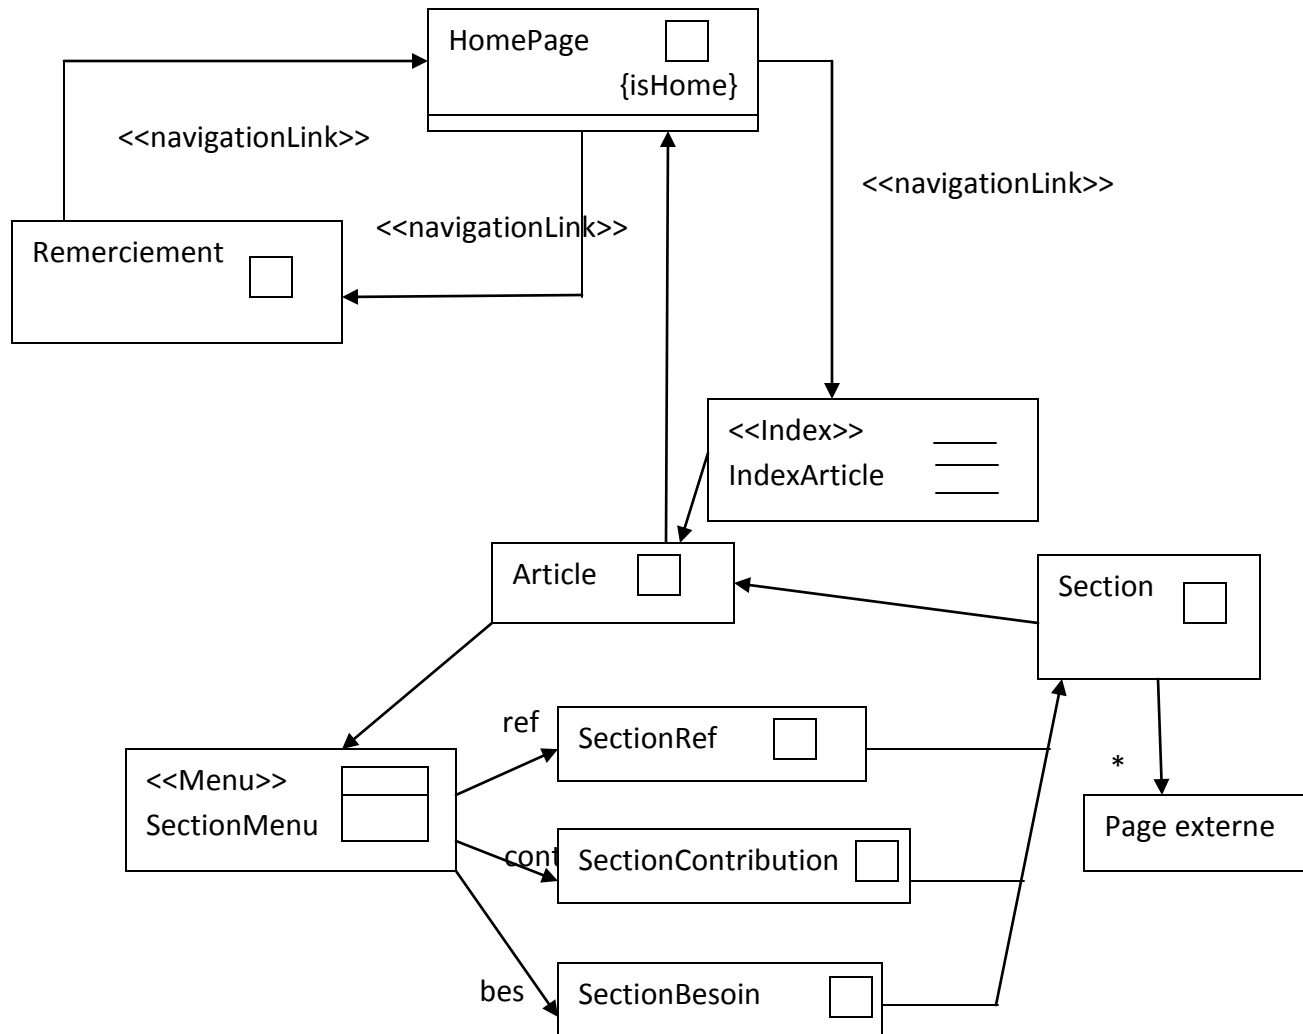 HomePage
{isHome}
<<navigationLink>>
<<navigationLink>>
<<navigationLink>>
Remerciement
<<Index>>
IndexArticle
Article
Section
ref
SectionRef
<<Menu>>
SectionMenu
*
Page externe
cont
SectionContribution
bes
SectionBesoin